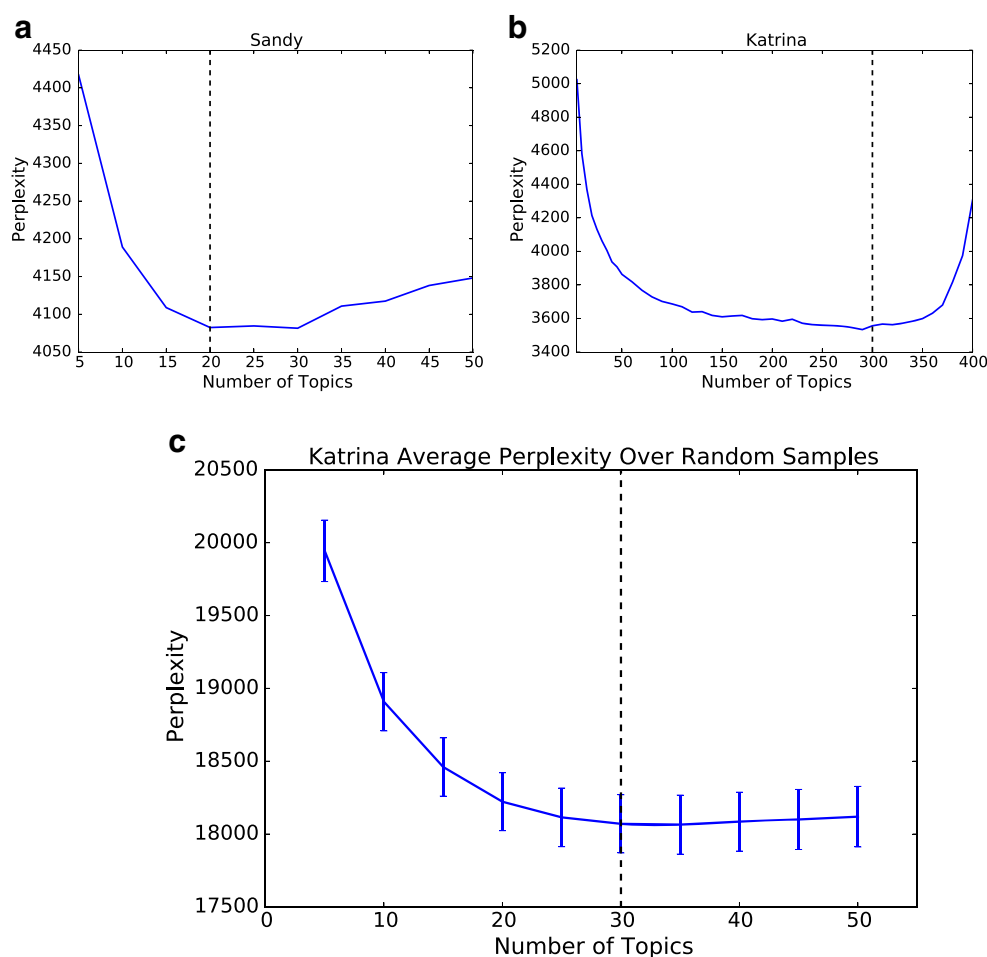 a
Sandy
4450
4400
4350
4300
4250
4200
4150
4100
4050
Perplexity
5 10 15 20 25 30 35 40 45 50
Number of Topics
b
Katrina
5200
5000
4800
4600
4400
4200
4000
3800
3600
3400
Perplexity
50 100 150 200 250 300 350 400
Number of Topics
c
Katrina Average Perplexity Over Random Samples
20500
20000
19500
19000
18500
18000
17500
Perplexity
0 10 20 30 40 50
Number of Topics